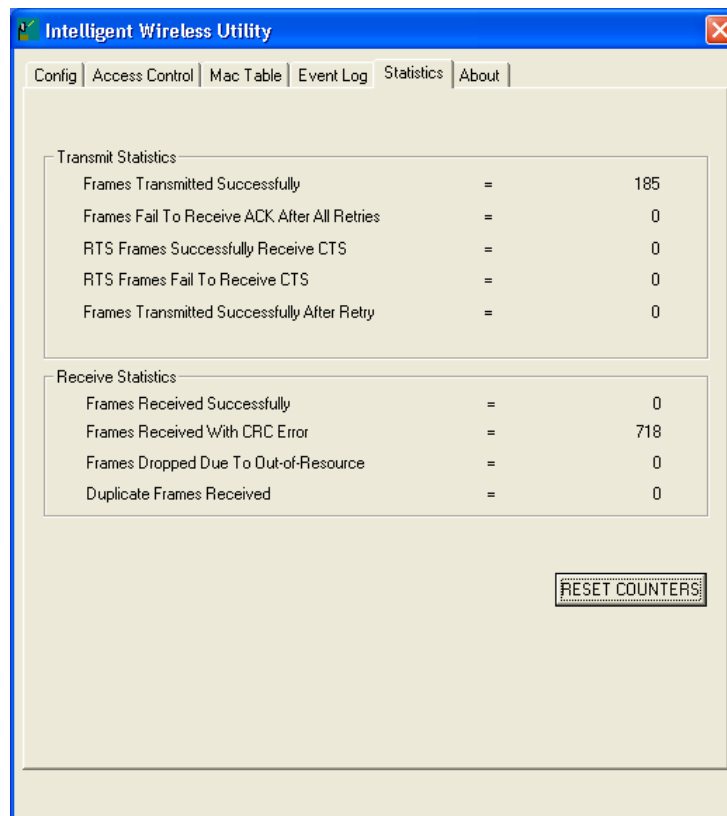 Intelligent Wireless Utility
Config Access Control Mac Table Event Log Statistics About
Transmit Statistics
Frames Transmitted Successfully = 185
Frames Fail To Receive ACK After All Retries = 0
RTS Frames Successfully Receive CTS = 0
RTS Frames Fail To Receive CTS = 0
Frames Transmitted Successfully After Retry = 0
Receive Statistics
Frames Received Successfully = 0
Frames Received With CRC Error = 718
Frames Dropped Due To Out-of-Resource = 0
Duplicate Frames Received = 0
RESET COUNTERS